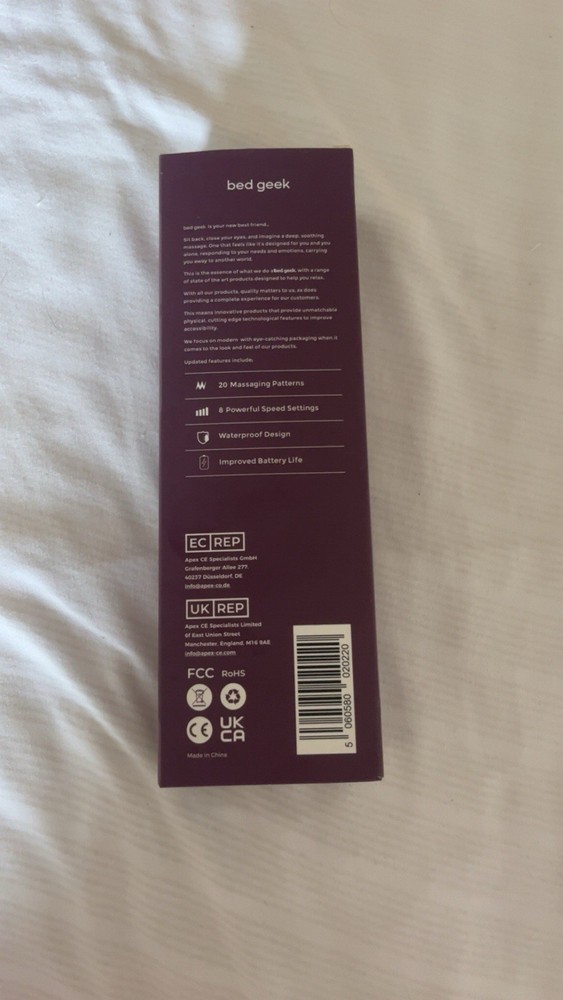 bed geek
bed geek is your new best friend...
Sit back, close your eyes, and imagine a deep, soothing
massage. One that feels like it's designed for you and you
alone, responding to your needs and emotions, carrying
you away to another world.
This is the essence of what we do at bed geek, with a range
of state of the art products designed to help you relax.
With all our products, quality matters to us, as does
providing a complete experience for our customers.
This means innovative products that provide unmatchable
physical, cutting edge technological features to improve
accessibility.
We focus on modern with eye-catching packaging when it
comes to the look and feel of our products.
Updated features include:
20 Massaging Patterns
8 Powerful Speed Settings
Waterproof Design
Improved Battery Life
EC REP
Apex CE Specialists GmbH
Grafenberger Allee 277
40237 Düsseldorf, DE
info@apex-ce.de
UK REP
Apex CE Specialists Limited
61 East Union Street
Manchester, England, M16 9AE
info@apex-ce.com
FCC RoHS
CE UK
CA
Made in China
5 060580 020220